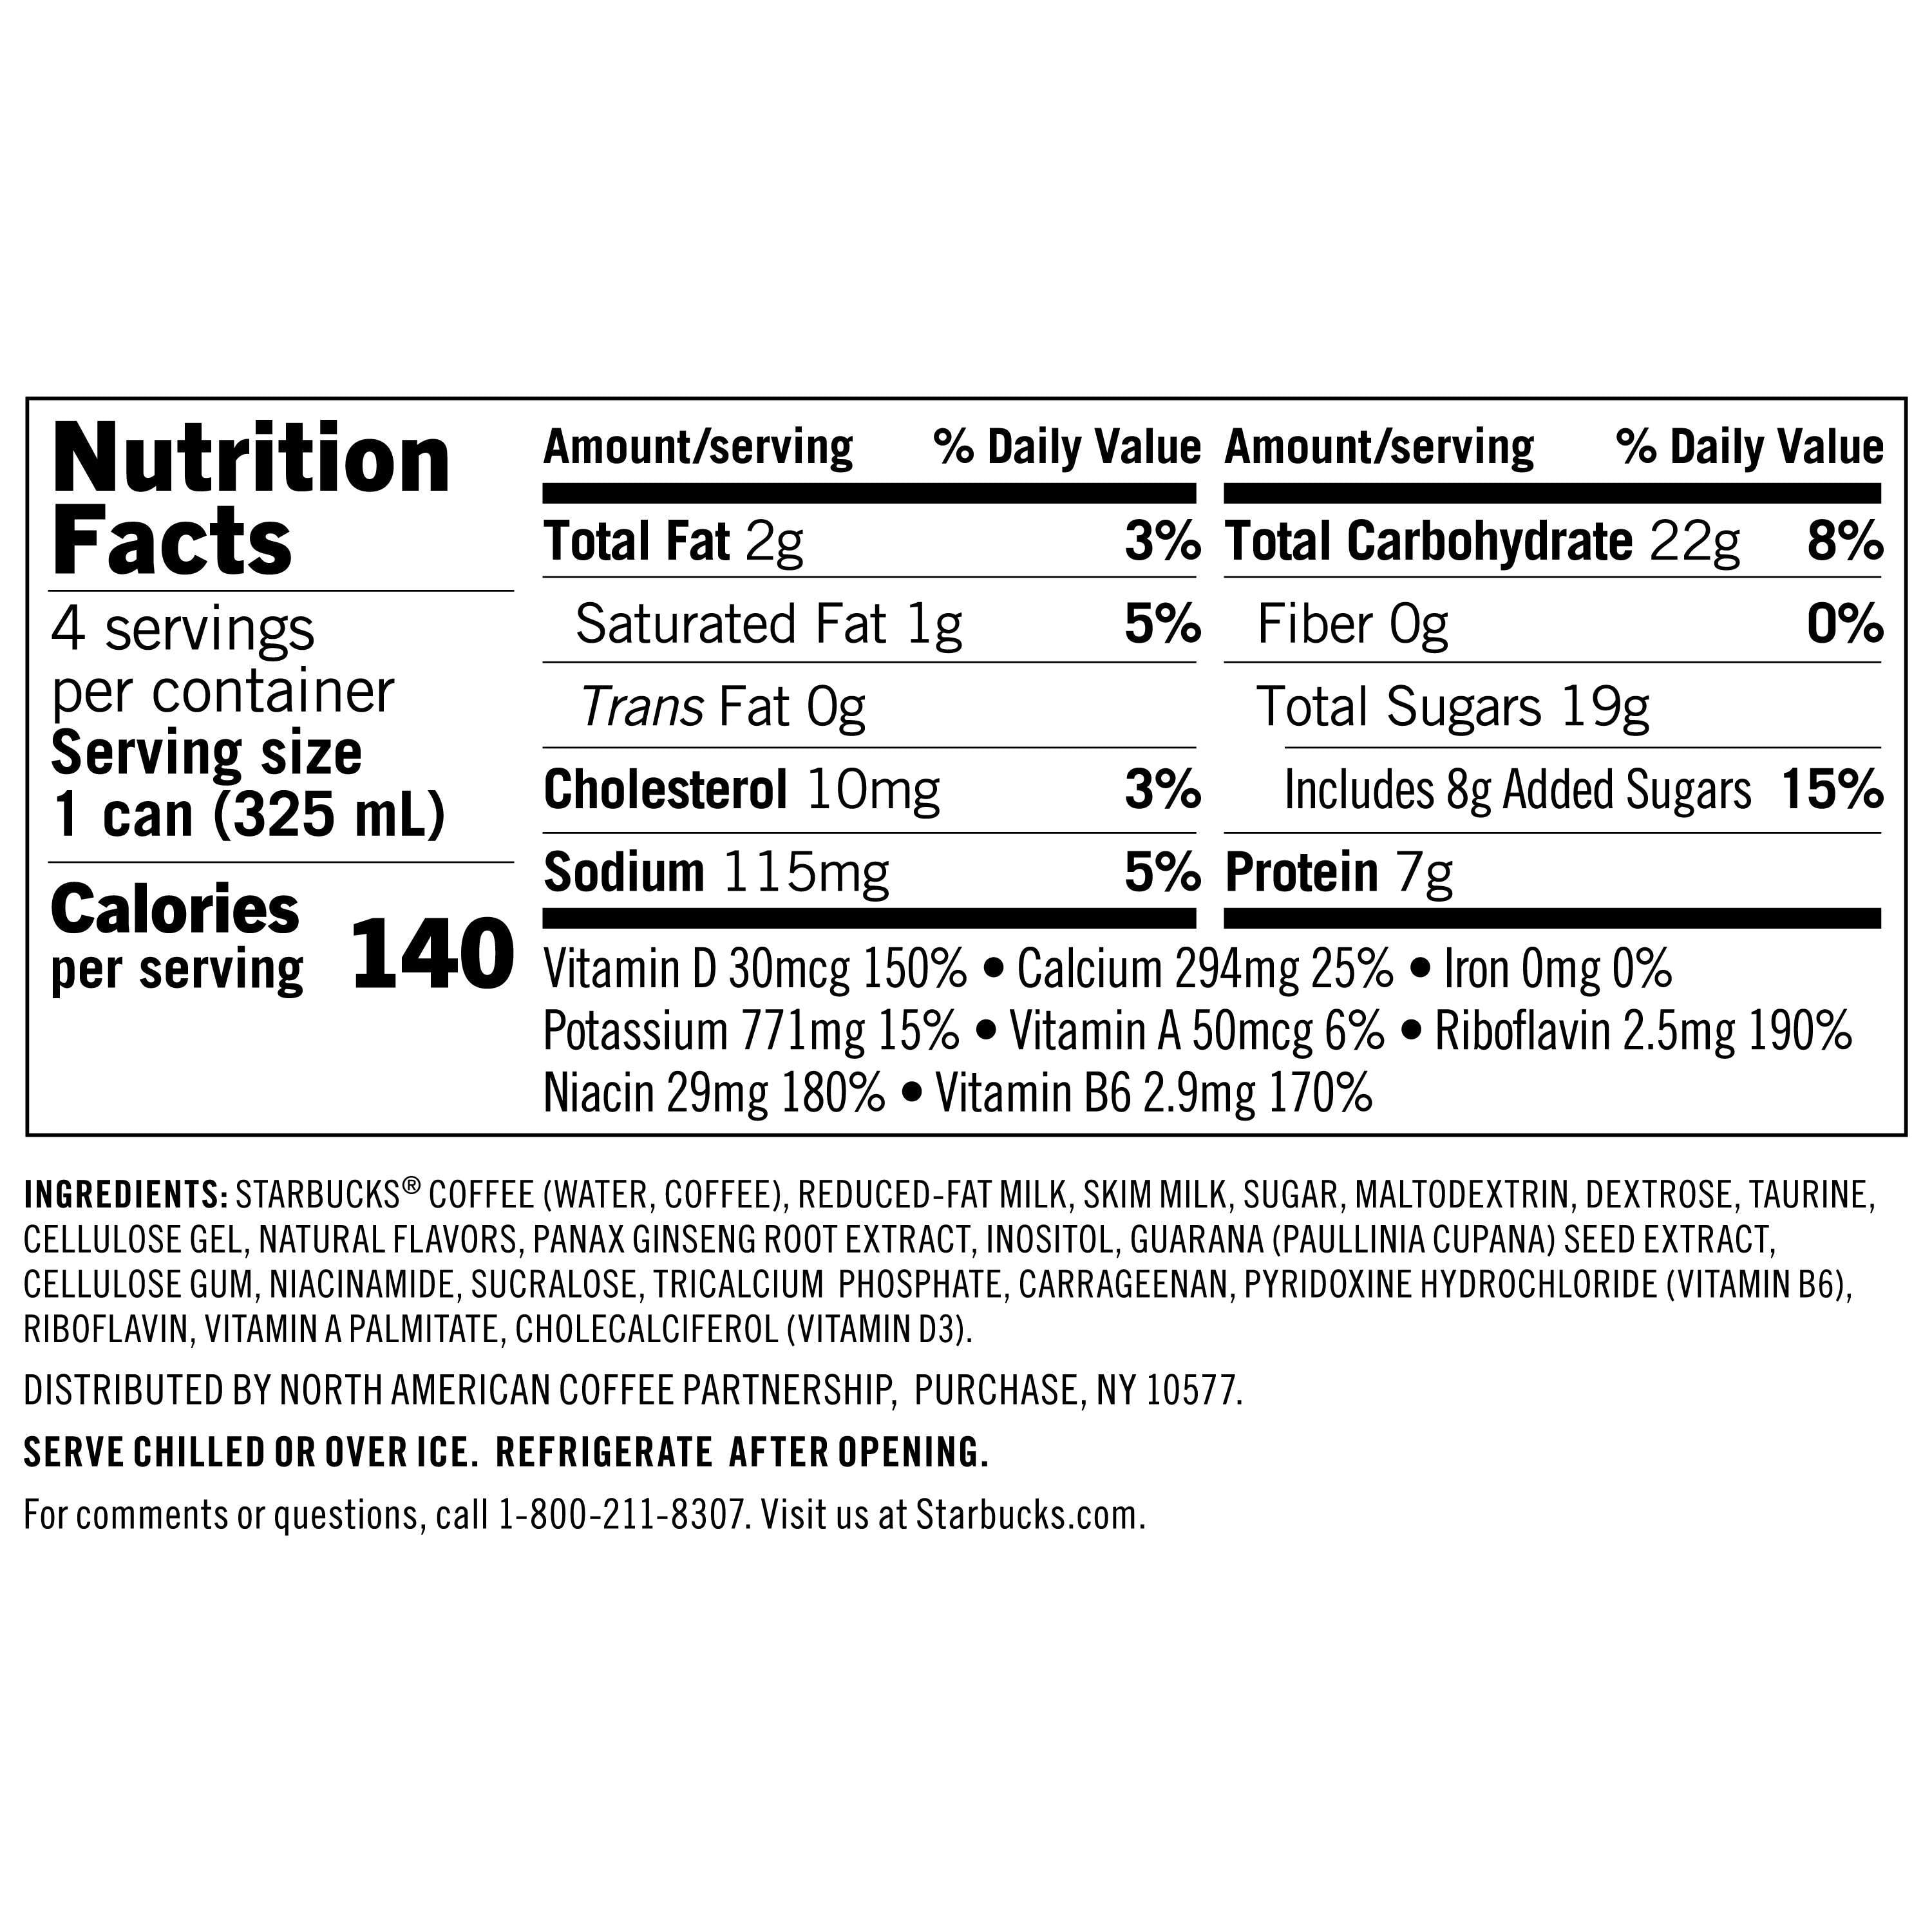 Nutrition
Facts
4 servings
per container
Serving size
1 can (325 mL)
Calories
per serving 140
Amount/serving % Daily Value
Total Fat 2g 3%
Saturated Fat 1g 5%
Trans Fat 0g
Cholesterol 10mg 3%
Sodium 115mg 5%
Amount/serving % Daily Value
Total Carbohydrate 22g 8%
Fiber 0g 0%
Total Sugars 19g
Includes 8g Added Sugars 15%
Protein 7g
Vitamin D 30mcg 150% • Calcium 294mg 25% • Iron 0mg 0%
Potassium 771mg 15% • Vitamin A 50mcg 6% • Riboflavin 2.5mg 190%
Niacin 29mg 180% • Vitamin B6 2.9mg 170%
INGREDIENTS: STARBUCKS® COFFEE (WATER, COFFEE), REDUCED-FAT MILK, SKIM MILK, SUGAR, MALTODEXTRIN, DEXTROSE, TAURINE,
CELLULOSE GEL, NATURAL FLAVORS, PANAX GINSENG ROOT EXTRACT, INOSITOL, GUARANA (PAULLINIA CUPANA) SEED EXTRACT,
CELLULOSE GUM, NIACINAMIDE, SUCRALOSE, TRICALCIUM PHOSPHATE, CARRAGEENAN, PYRIDOXINE HYDROCHLORIDE (VITAMIN B6),
RIBOFLAVIN, VITAMIN A PALMITATE, CHOLECALCIFEROL (VITAMIN D3).
DISTRIBUTED BY NORTH AMERICAN COFFEE PARTNERSHIP, PURCHASE, NY 10577.
SERVE CHILLED OR OVER ICE. REFRIGERATE AFTER OPENING.
For comments or questions, call 1-800-211-8307. Visit us at Starbucks.com.